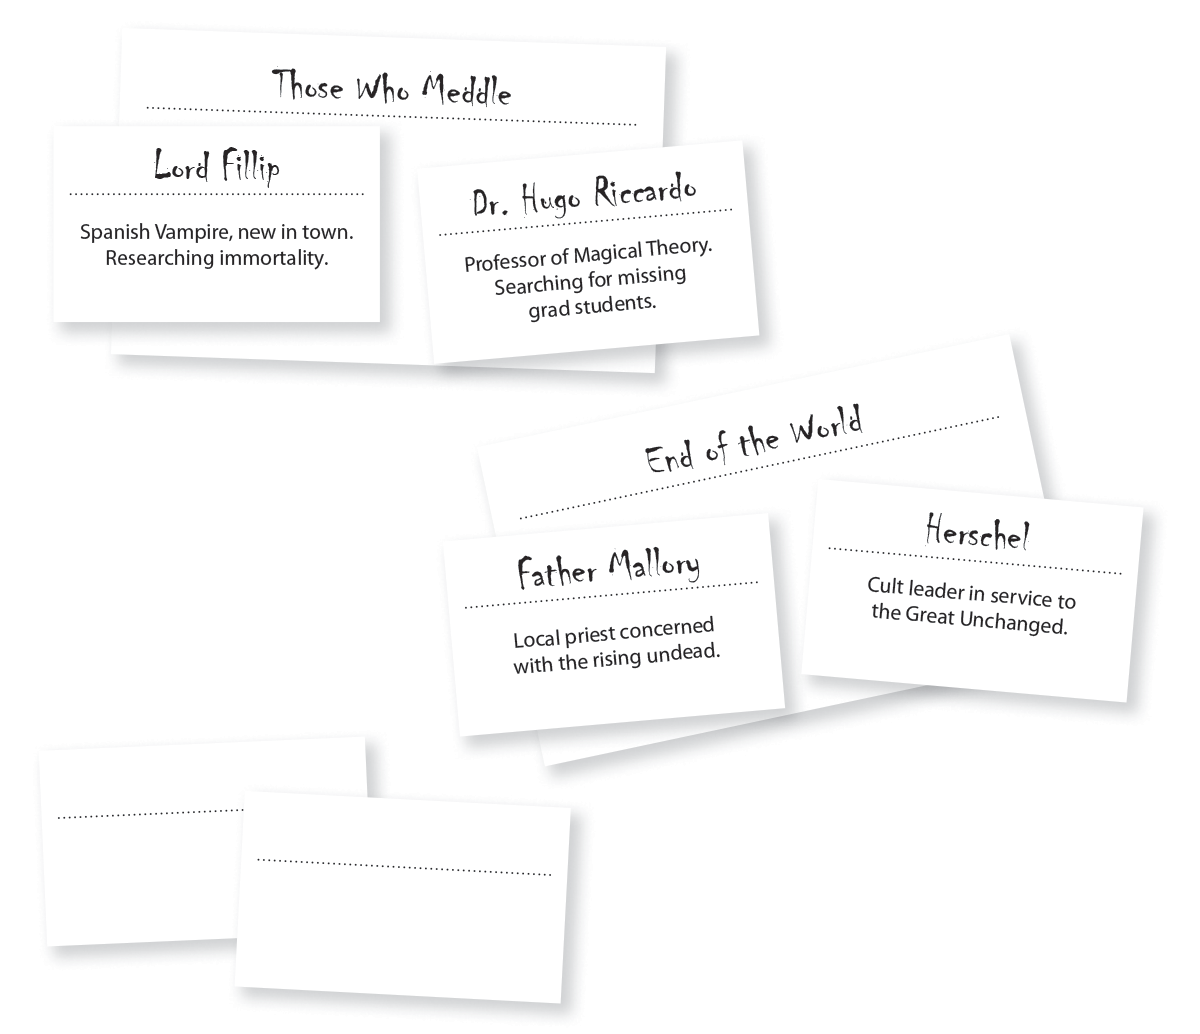 Those Who Meddle
Lord Fillip
Spanish Vampire, new in town.
Researching immortality.
Dr. Hugo Riccardo
Professor of Magical Theory.
Searching for missing
grad students.
End of the World
Father Mallory
Local priest concerned
with the rising undead.
Herschel
Cult leader in service to
the Great Unchanged.